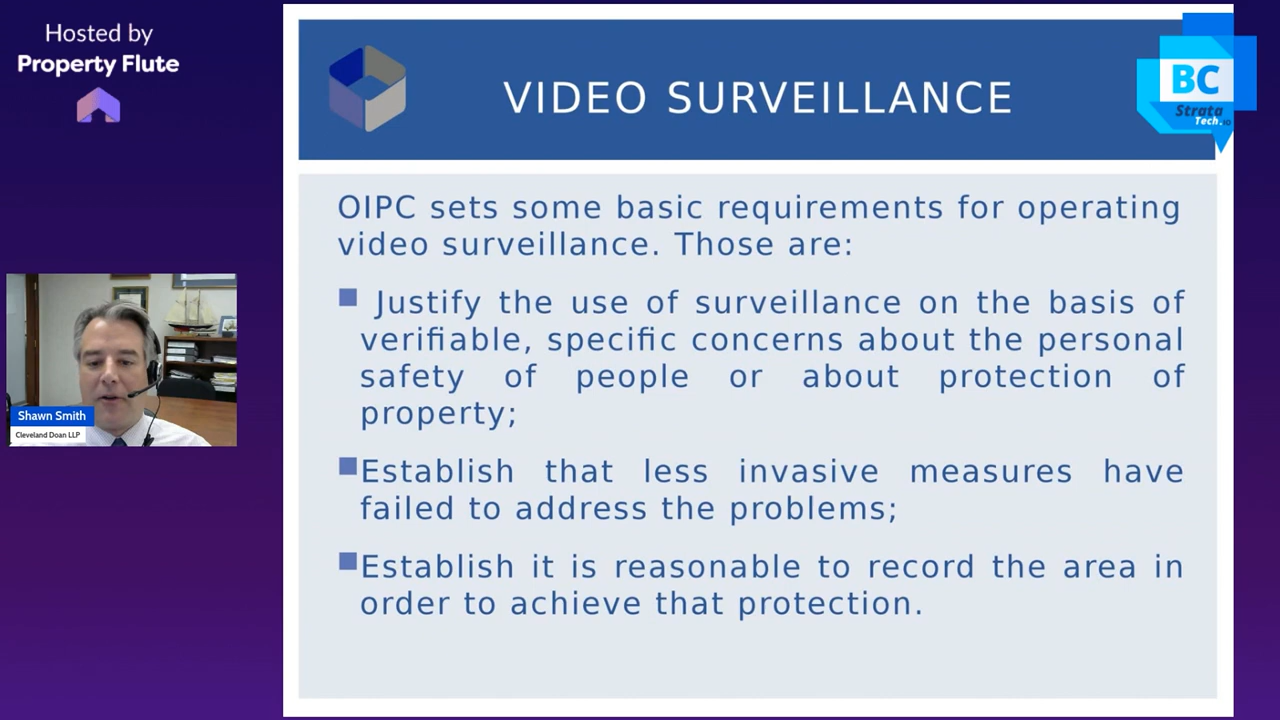 Hosted by
Property Flute
VIDEO SURVEILLANCE
BC
Strata
Tech.io
OIPC sets some basic requirements for operating
video surveillance. Those are:
Justify the use of surveillance on the basis of
verifiable, specific concerns about the personal
safety of people or about protection of
property;
Establish that less invasive measures have
failed to address the problems;
Establish it is reasonable to record the area in
order to achieve that protection.
Shawn Smith
Cleveland Doan LLP